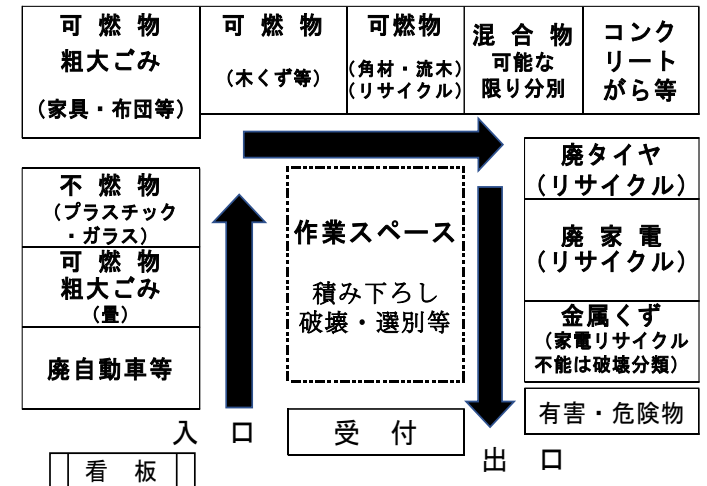 可 燃 物
粗大ごみ
(家具・布団等)
可 燃 物
(木くず等)
可燃物
(角材・流木)
(リサイクル)
混 合 物
可能な
限り分別
コンク
リート
がら等
不 燃 物
(プラスチック
・ガラス)
可 燃 物
粗大ごみ
(畳)
廃自動車等
作業スペース
積み下ろし
破壊・選別等
廃タイヤ
(リサイクル)
廃 家 電
(リサイクル)
金属くず
(家電リサイクル
不能は破壊分類)
有害・危険物
入 口
受 付
出 口
看 板